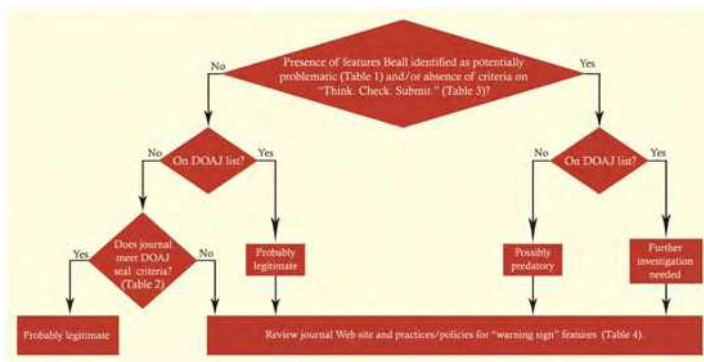 Presence of features Beall identified as potentially
No
Yes
problematic (Table 1) and/or absence of criteria on
"Think. Check. Submit." (Table 3)?
No
On DOAJ list?
Yes
No
On DOAJ list?
Yes
Yes
Does journal
meet DOAJ
seal criteria?
(Table 2)
No
Probably
legitimate
Possibly
predatory
Further
investigation
needed
Probably legitimate
Review journal Web site and practices/policies for "warning sign" features (Table 4).